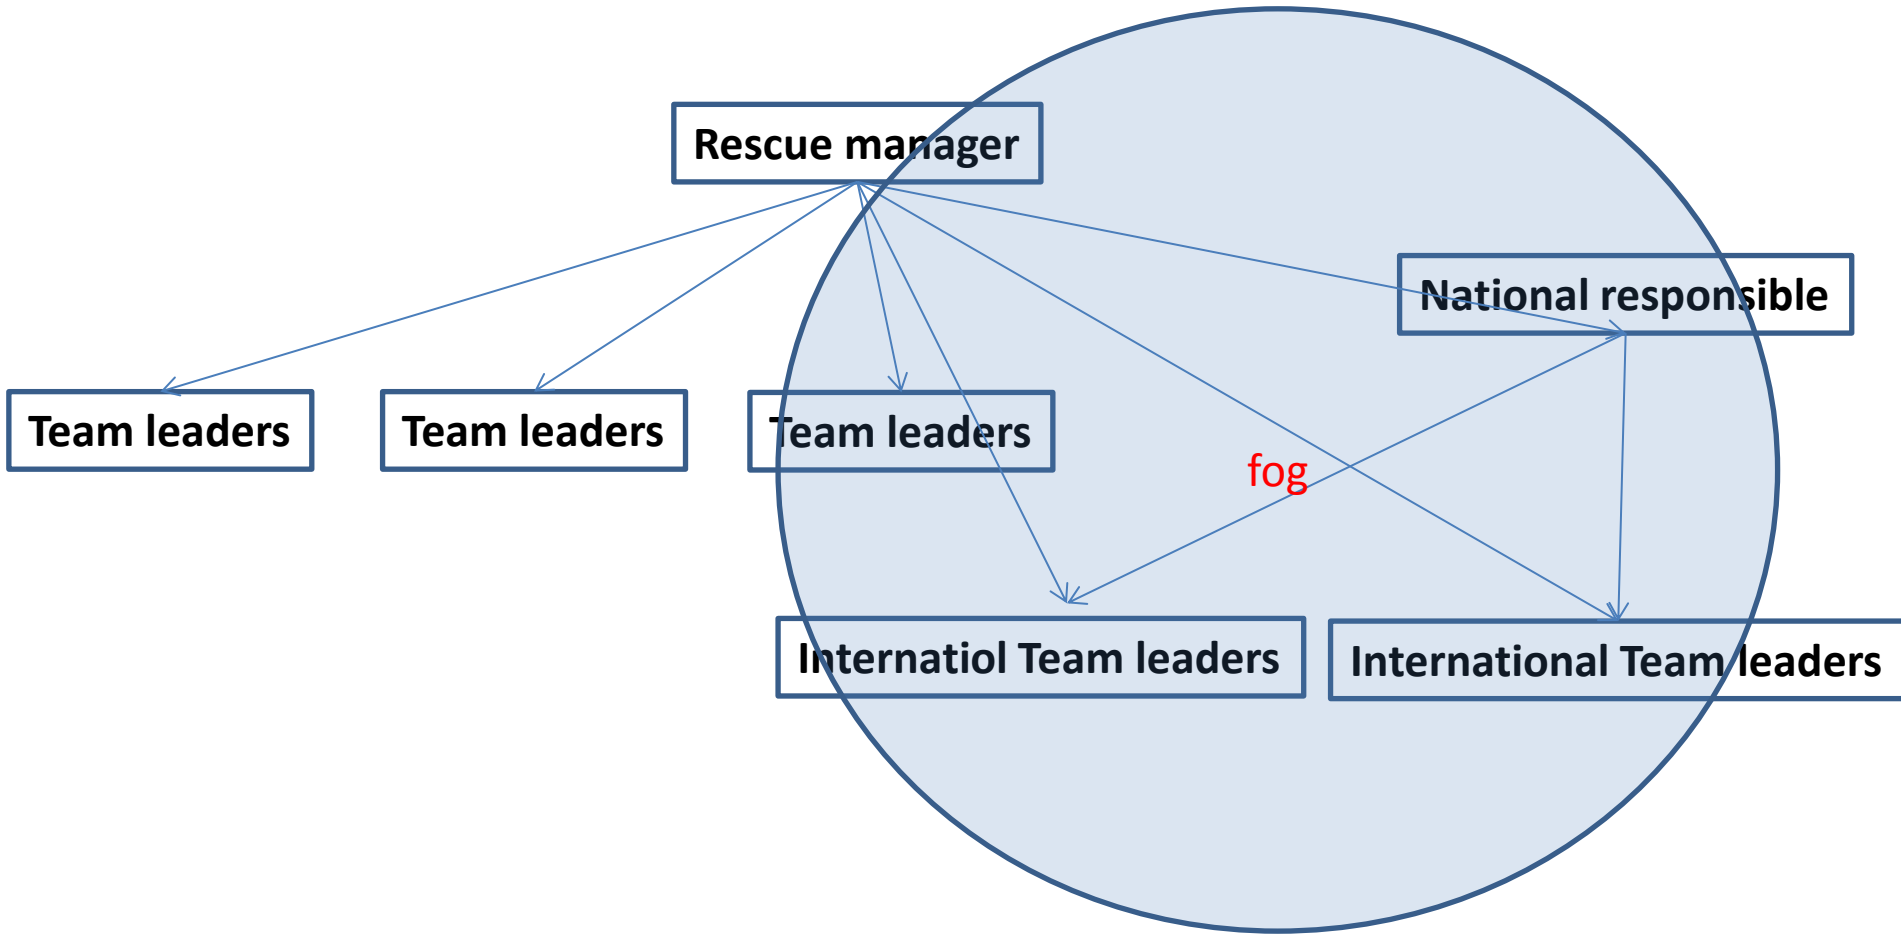 Rescue manager
National responsible
Team leaders
Team leaders
Team leaders
fog
Internatiol Team leaders
International Team leaders